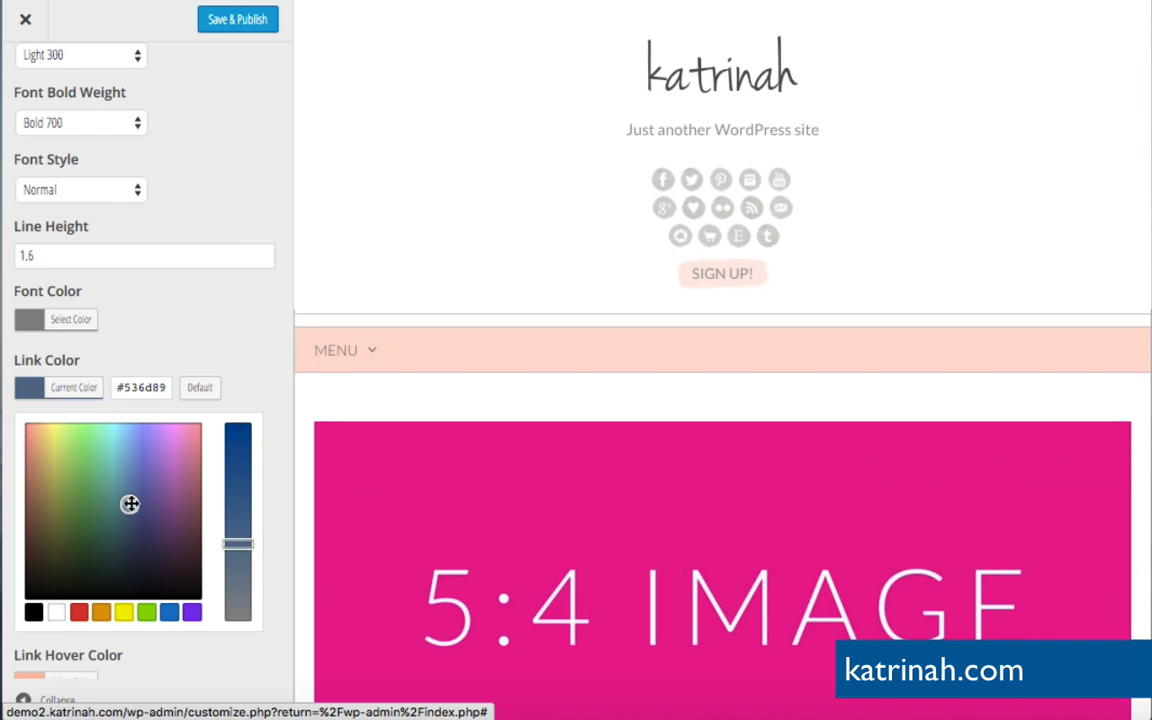 Save & Publish
Light 300
Font Bold Weight
Bold 700
Font Style
Normal
Line Height
1.6
Font Color
Select Color
Link Color
Current Color
#536d89
Default
Link Hover Color
Collapse
demo2.katrinah.com/wp-admin/customize.php?return=%2Fwp-admin%2Findex.php#
katrinah
Just another WordPress site
SIGN UP!
MENU
5:4 IMAGE
katrinah.com